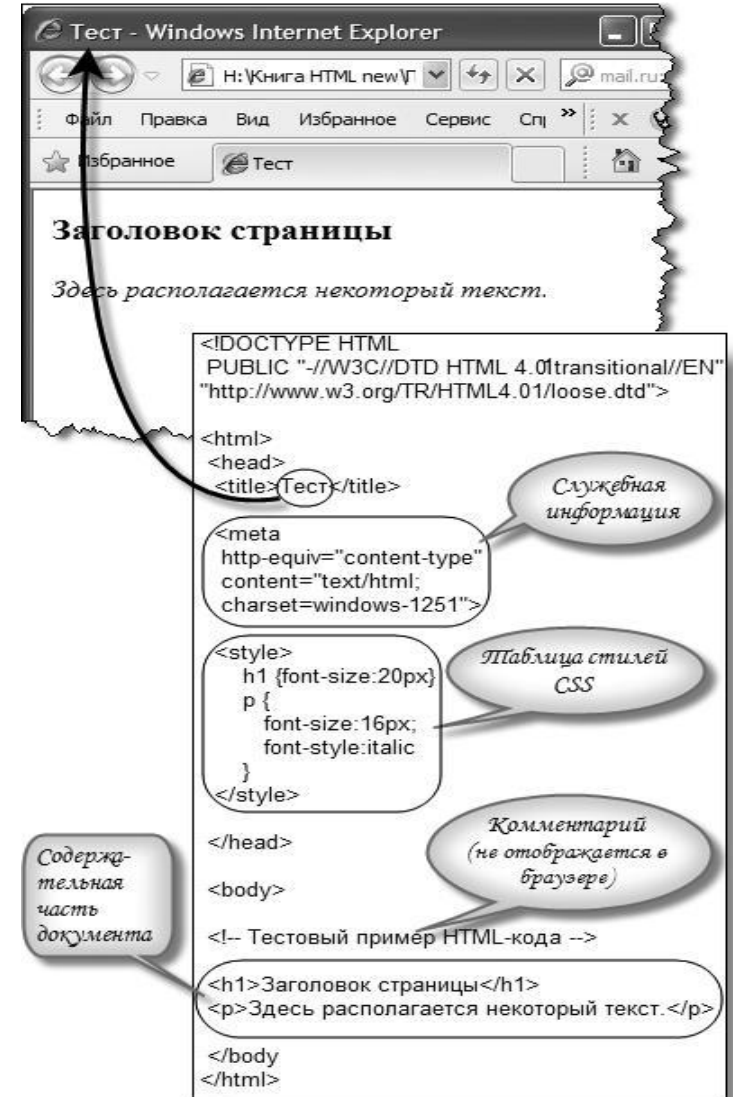 Тест - Windows Internet Explorer
H:\Книга HTML new\П
mail.ru
Файл Правка Вид Избранное Сервис Спр »
Избранное Тест
Заголовок страницы
Здесь располагается некоторый текст.
<!DOCTYPE HTML
PUBLIC "-//W3C//DTD HTML 4.01transitional//EN"
"http://www.w3.org/TR/HTML4.01/loose.dtd">
<html>
<head>
<title>Тест</title>
Служебная
информация
<meta
http-equiv="content-type"
content="text/html;
charset=windows-1251">
<style>
h1 {font-size:20px}
p {
font-size:16px;
font-style:italic
}
</style>
Таблица стилей
CSS
</head>
Комментарий
(не отображается в
браузере)
<body>
Содержа-
тельная
часть
документа
<!-- Тестовый пример HTML-кода -->
<h1>Заголовок страницы</h1>
<p>Здесь располагается некоторый текст.</p>
</body
</html>